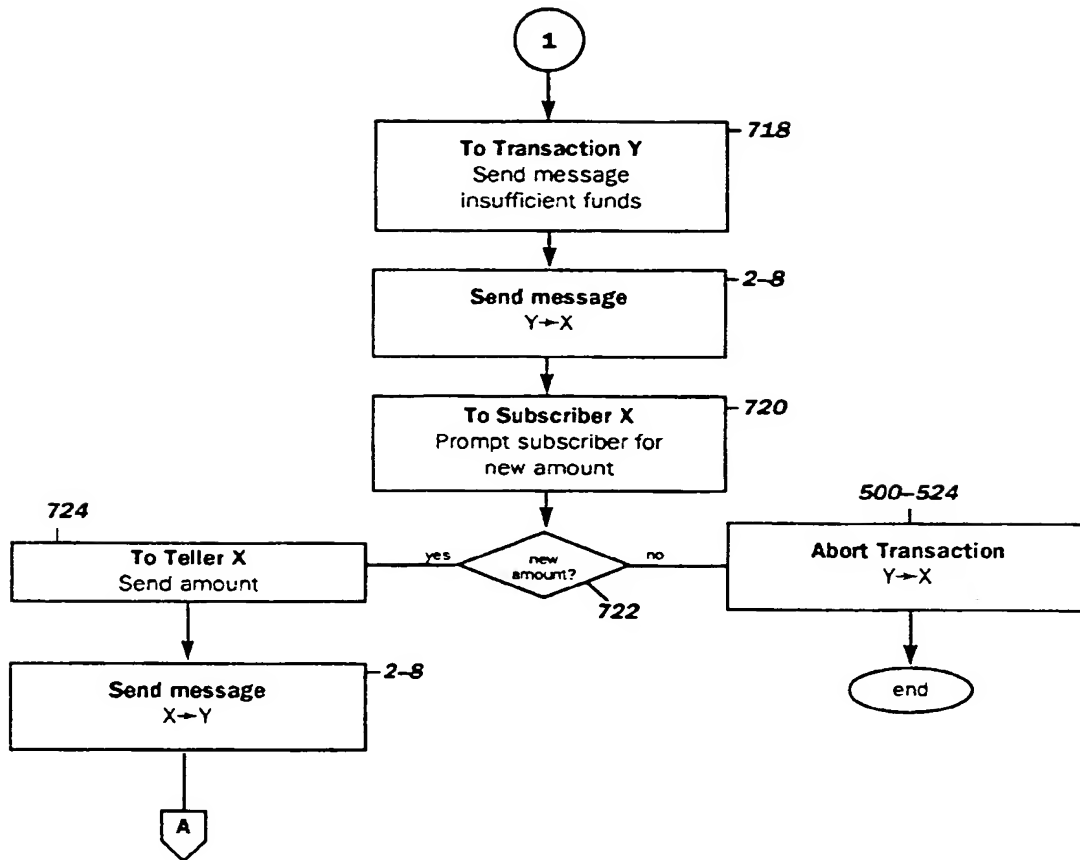 1
718
To Transaction Y
Send message
insufficient funds
2-8
Send message
Y→X
720
To Subscriber X
Prompt subscriber for
new amount
724
To Teller X
Send amount
yes
new
amount?
no
722
500-524
Abort Transaction
Y→X
2-8
Send message
X→Y
end
A